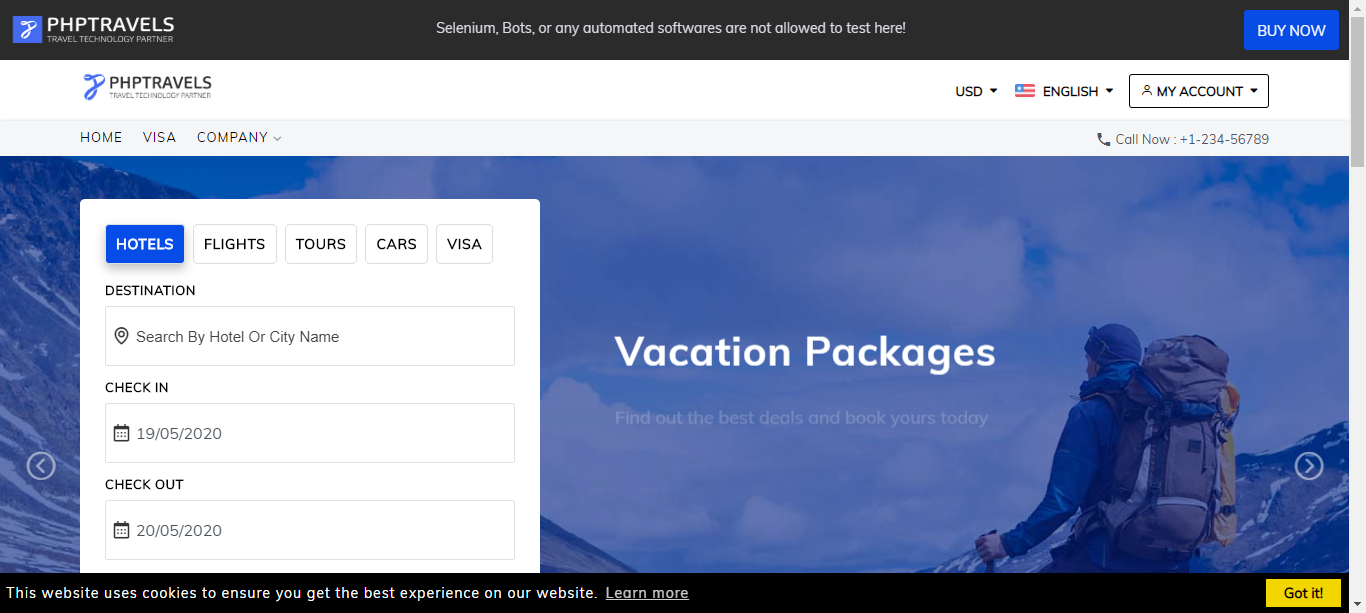 PHPTRAVELS
TRAVEL TECHNOLOGY PARTNER
Selenium, Bots, or any automated softwares are not allowed to test here!
BUY NOW
PHPTRAVELS
TRAVEL TECHNOLOGY PARTNER
USD
ENGLISH
MY ACCOUNT
HOME VISA COMPANY
Call Now : +1-234-56789
HOTELS FLIGHTS TOURS CARS VISA
DESTINATION
Search By Hotel Or City Name
CHECK IN
19/05/2020
CHECK OUT
20/05/2020
Vacation Packages
Find out the best deals and book yours today
This website uses cookies to ensure you get the best experience on our website. Learn more
Got it!